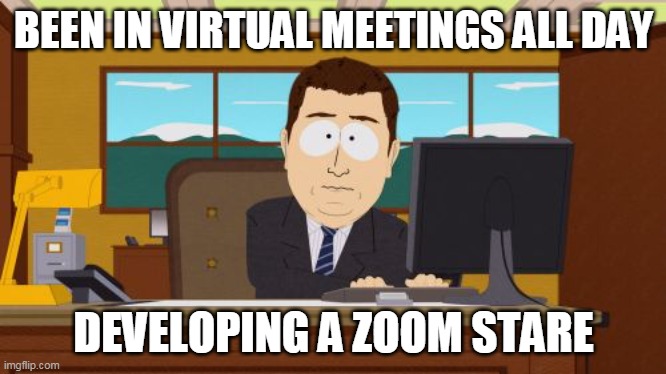 BEEN IN VIRTUAL MEETINGS ALL DAY
DEVELOPING A ZOOM STARE
imgflip.com